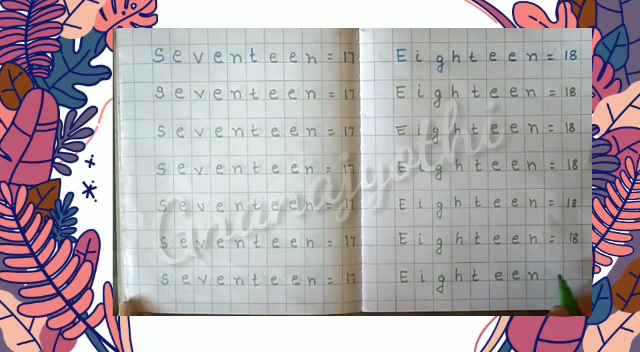 Seventeen = 17
Seventeen = 17
Seventeen = 17
Seventeen = 17
Seventeen = 17
Seventeen = 17
Seventeen = 17
Eighteen = 18
Eighteen = 18
Eighteen = 18
Eighteen = 18
Eighteen = 18
Eighteen = 18
Eighteen
Gnanajyothi